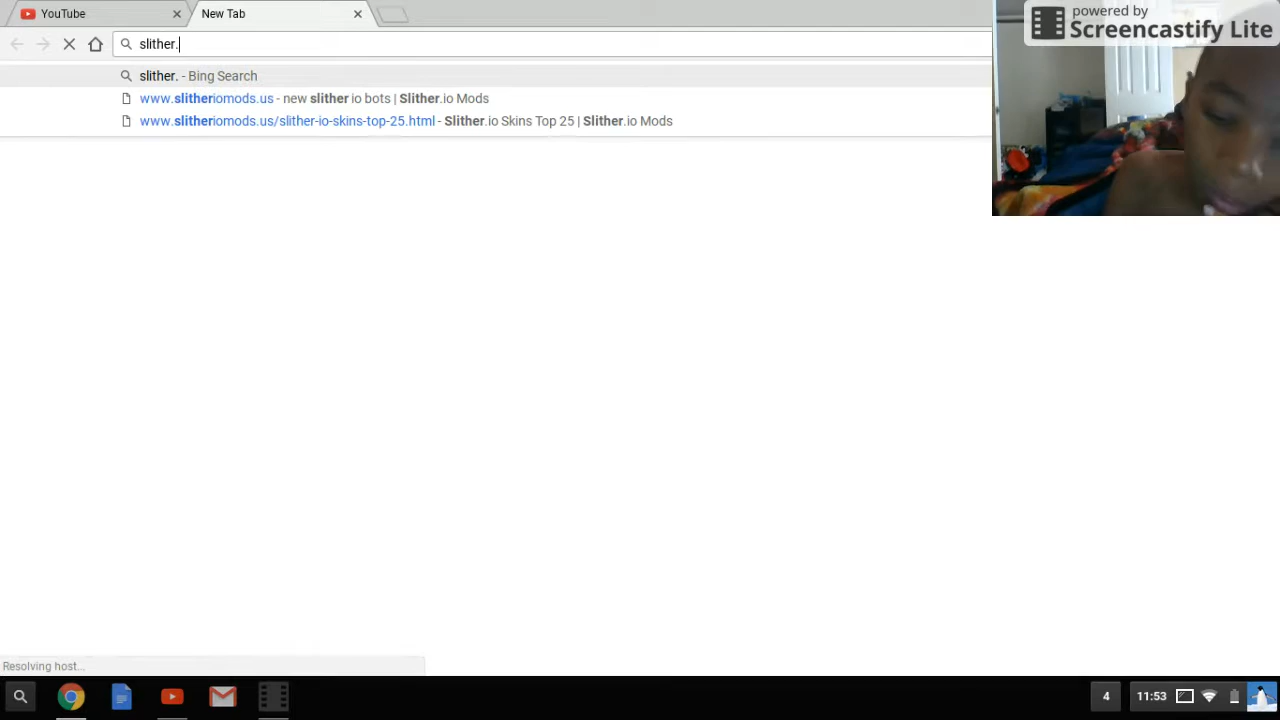 YouTube
New Tab
powered by
Screencastify Lite
slither.
slither. - Bing Search
www.slitheriomods.us - new slither io bots | Slither.io Mods
www.slitheriomods.us/slither-io-skins-top-25.html - Slither.io Skins Top 25 | Slither.io Mods
Resolving host...
4
11:53